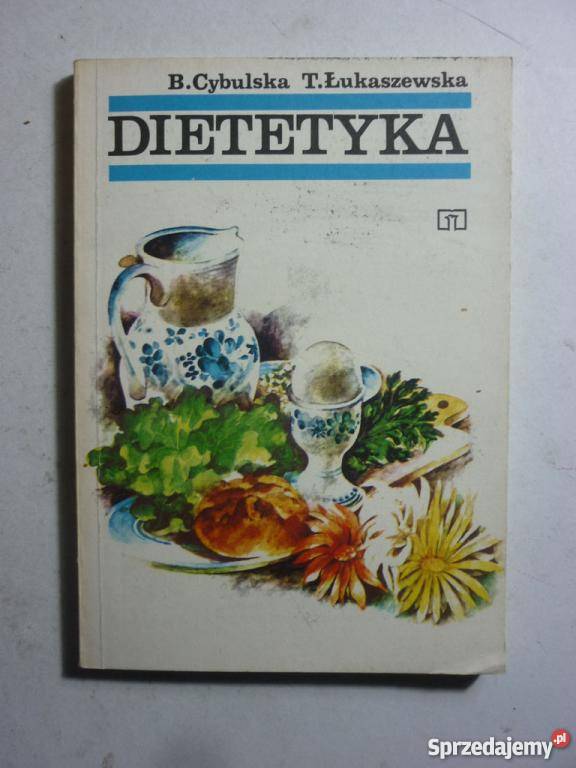 B. Cybulska T. Łukaszewska
DIETETYKA
Sprzedajemy.pl